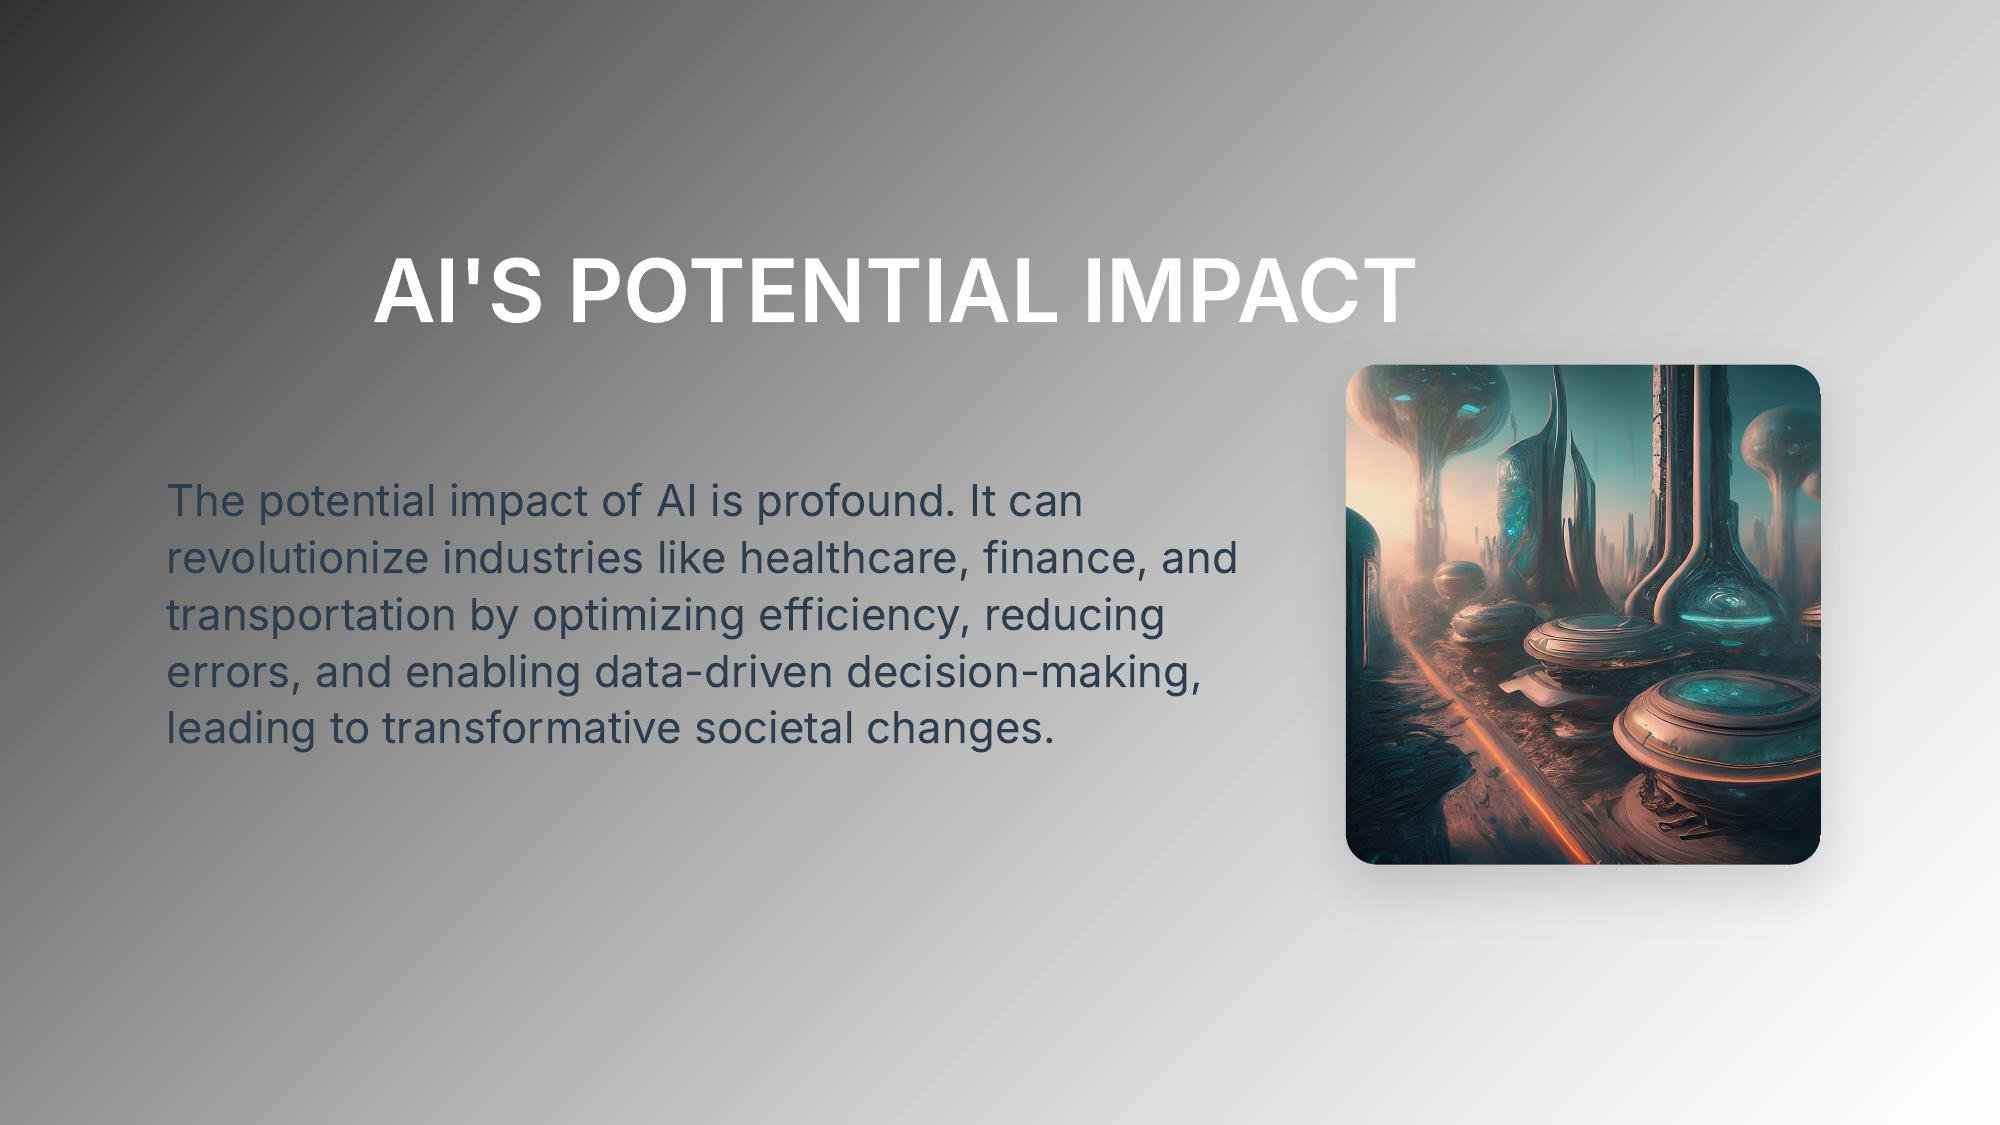 AI'S POTENTIAL IMPACT
The potential impact of AI is profound. It can
revolutionize industries like healthcare, finance, and
transportation by optimizing efficiency, reducing
errors, and enabling data-driven decision-making,
leading to transformative societal changes.